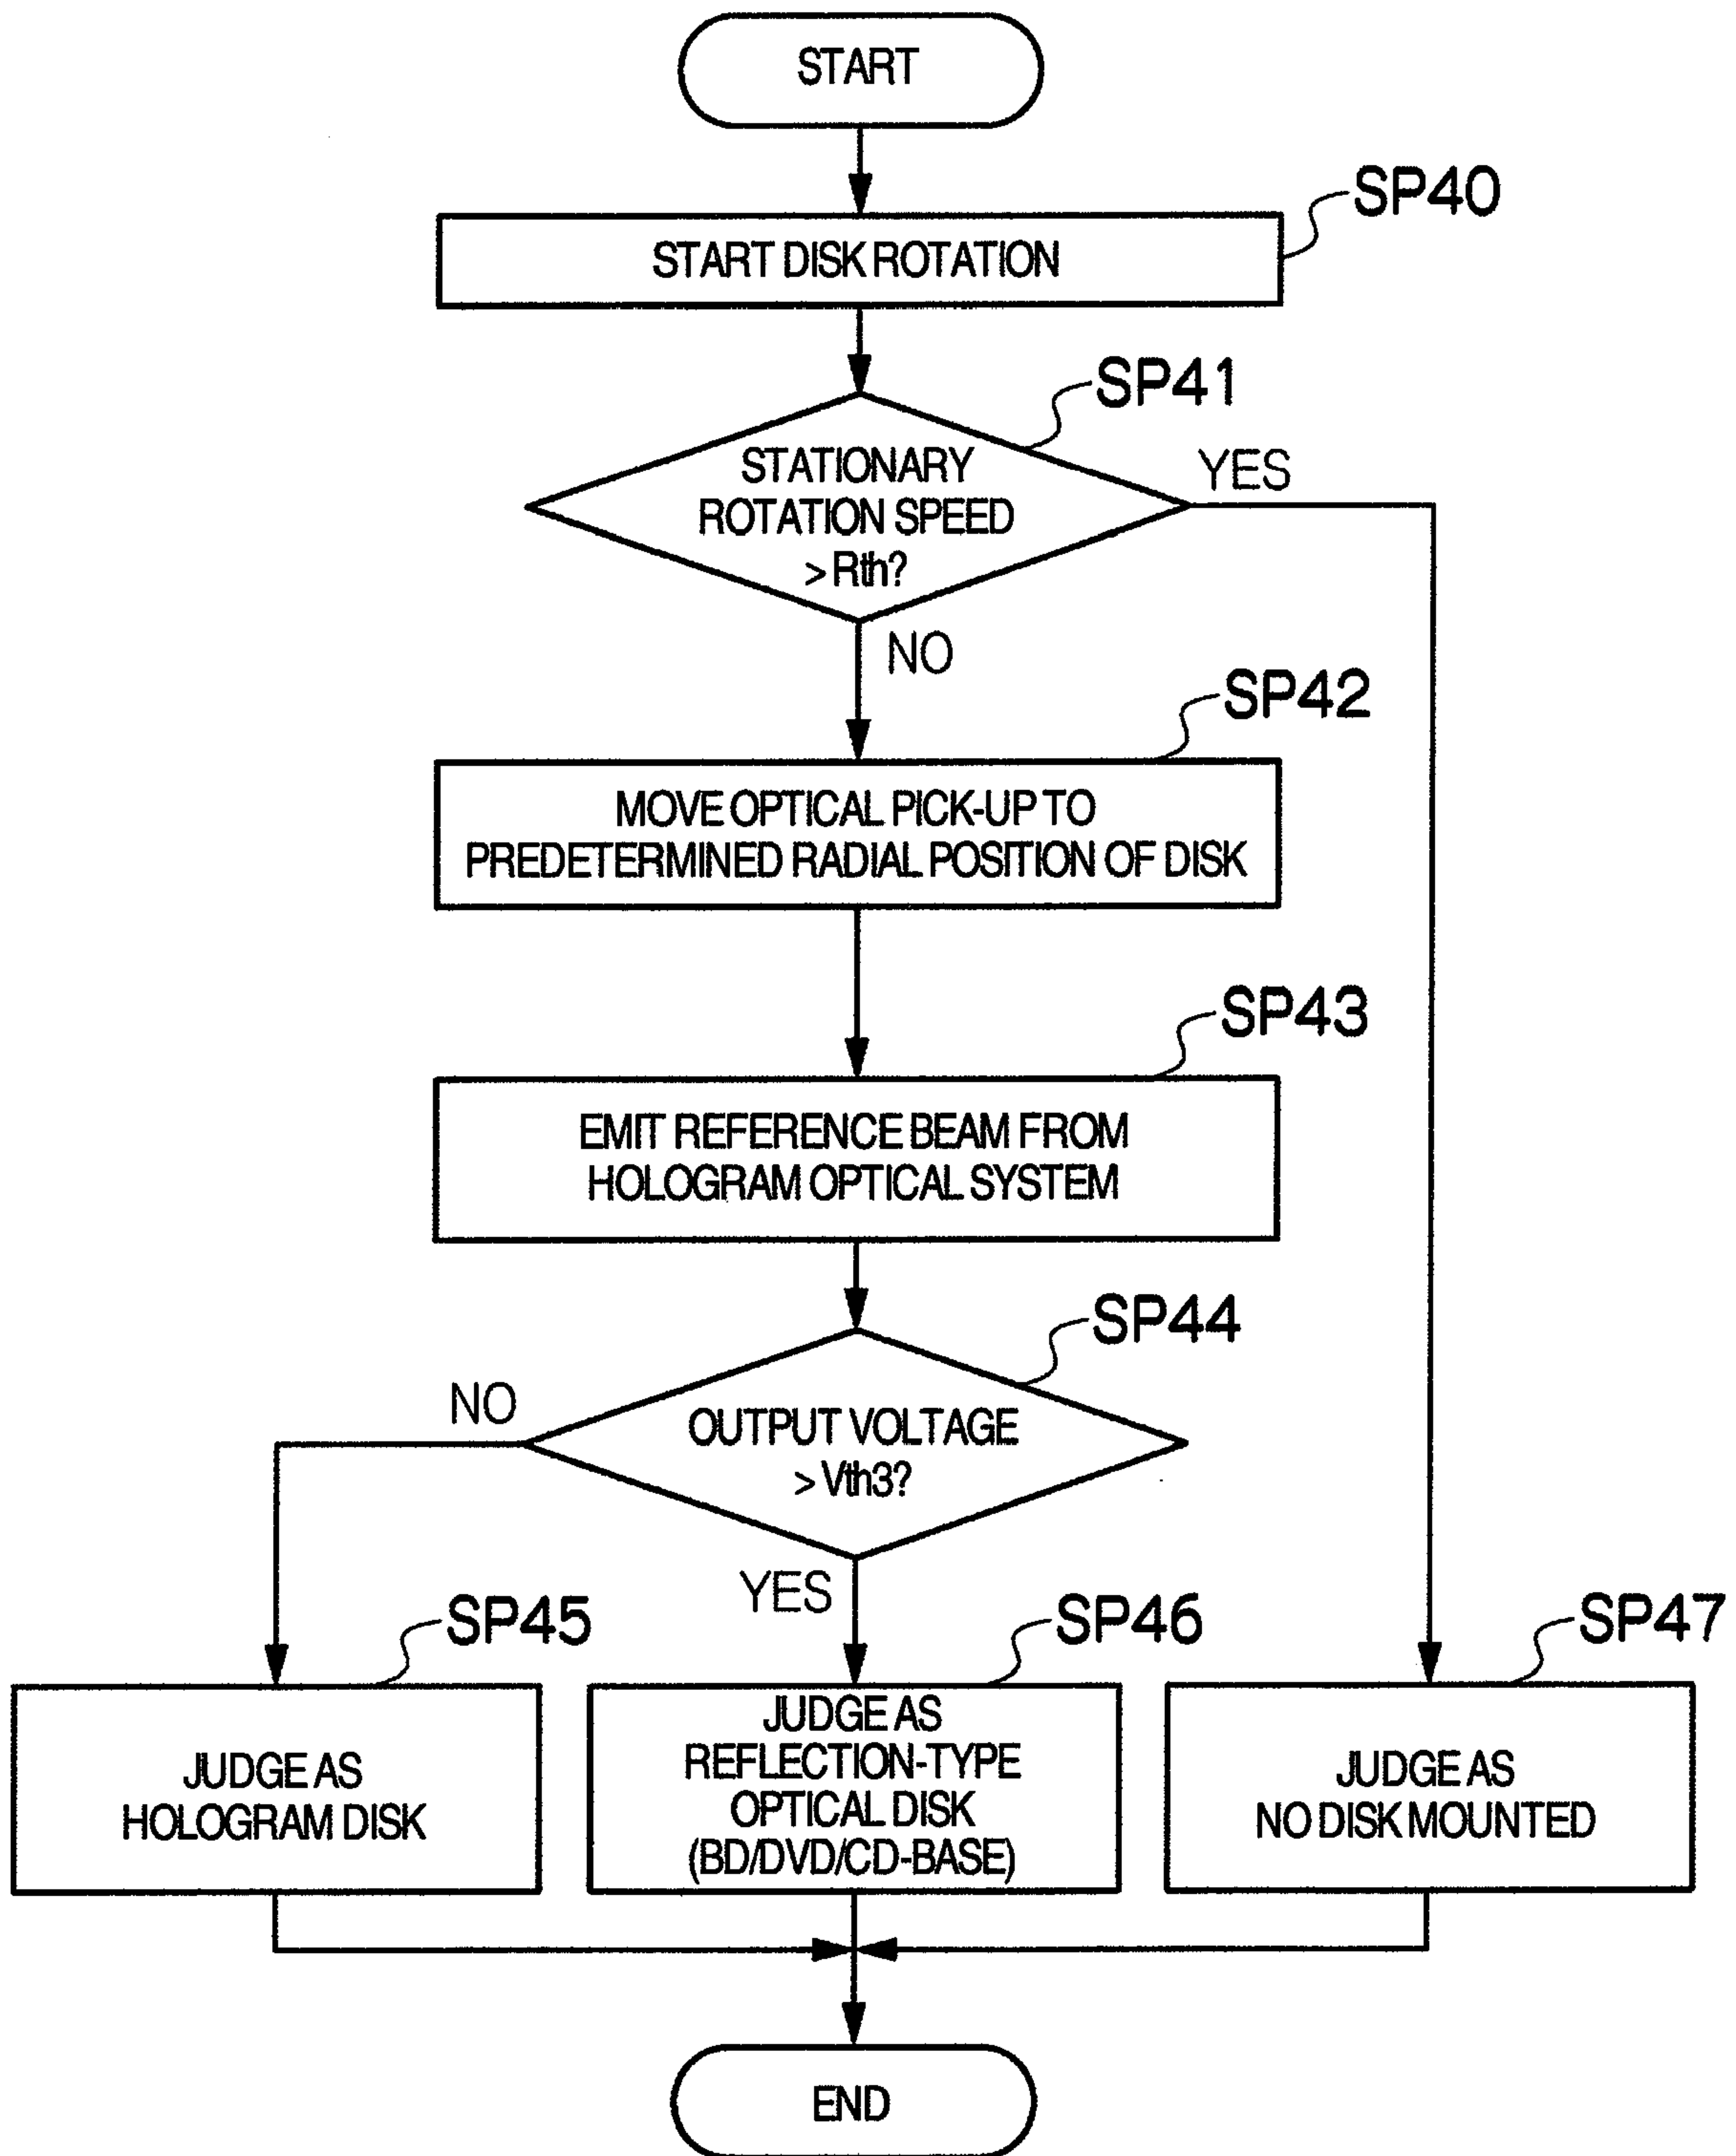 START
SP40
START DISK ROTATION
SP41
STATIONARY
ROTATION SPEED
> Rth?
YES
NO
SP42
MOVE OPTICAL PICK-UP TO
PREDETERMINED RADIAL POSITION OF DISK
SP43
EMIT REFERENCE BEAM FROM
HOLOGRAM OPTICAL SYSTEM
SP44
OUTPUT VOLTAGE
> Vth3?
NO
YES
SP45
JUDGE AS
HOLOGRAM DISK
SP46
JUDGE AS
REFLECTION-TYPE
OPTICAL DISK
(BD/DVD/CD-BASE)
SP47
JUDGE AS
NO DISK MOUNTED
END